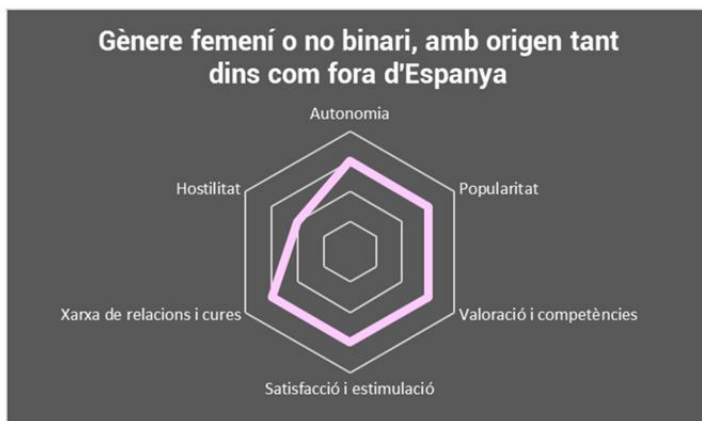 Gènere femení o no binari, amb origen tant
dins com fora d'Espanya
Autonomia
Hostilitat
Popularitat
Xarxa de relacions i cures
Valoració i competències
Satisfacció i estimulació